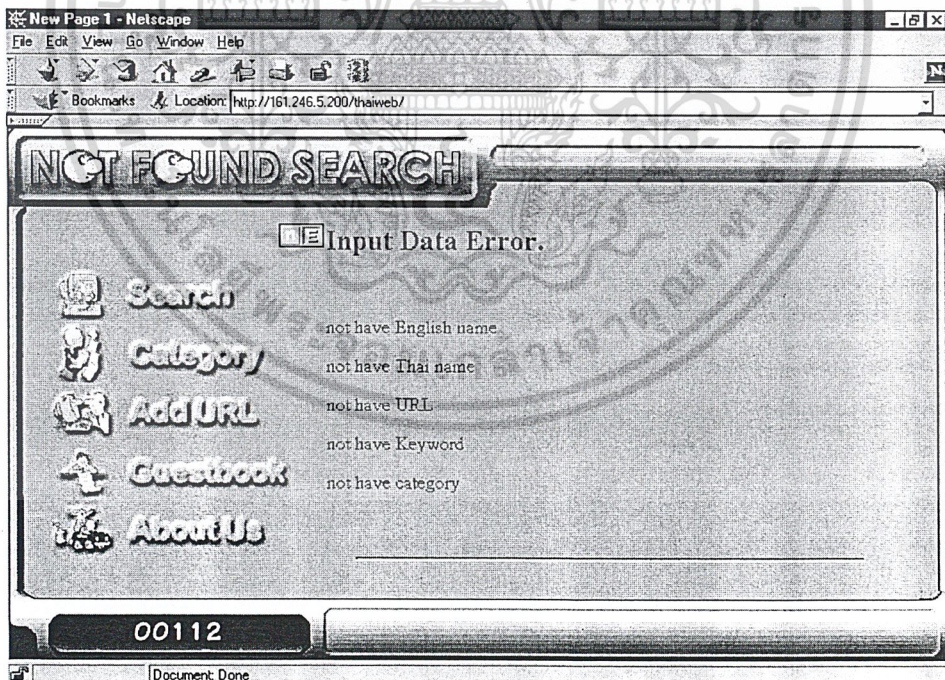 New Page 1 - Netscape
File Edit View Go Window Help
Bookmarks Location: http://161.246.5.200/thaiweb/
NOT FOUND SEARCH
Input Data Error.
Search
not have English name
Category
not have Thai name
Add URL
not have URL
not have Keyword
Guestbook
not have category
About Us
00112
Document: Done